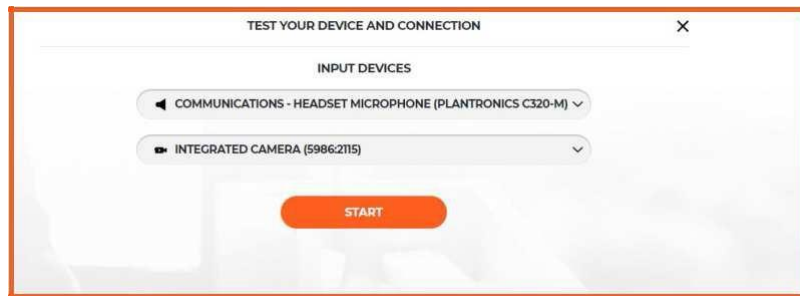 TEST YOUR DEVICE AND CONNECTION
INPUT DEVICES
COMMUNICATIONS - HEADSET MICROPHONE (PLANTRONICS C320-M)
INTEGRATED CAMERA (5986:2115)
START